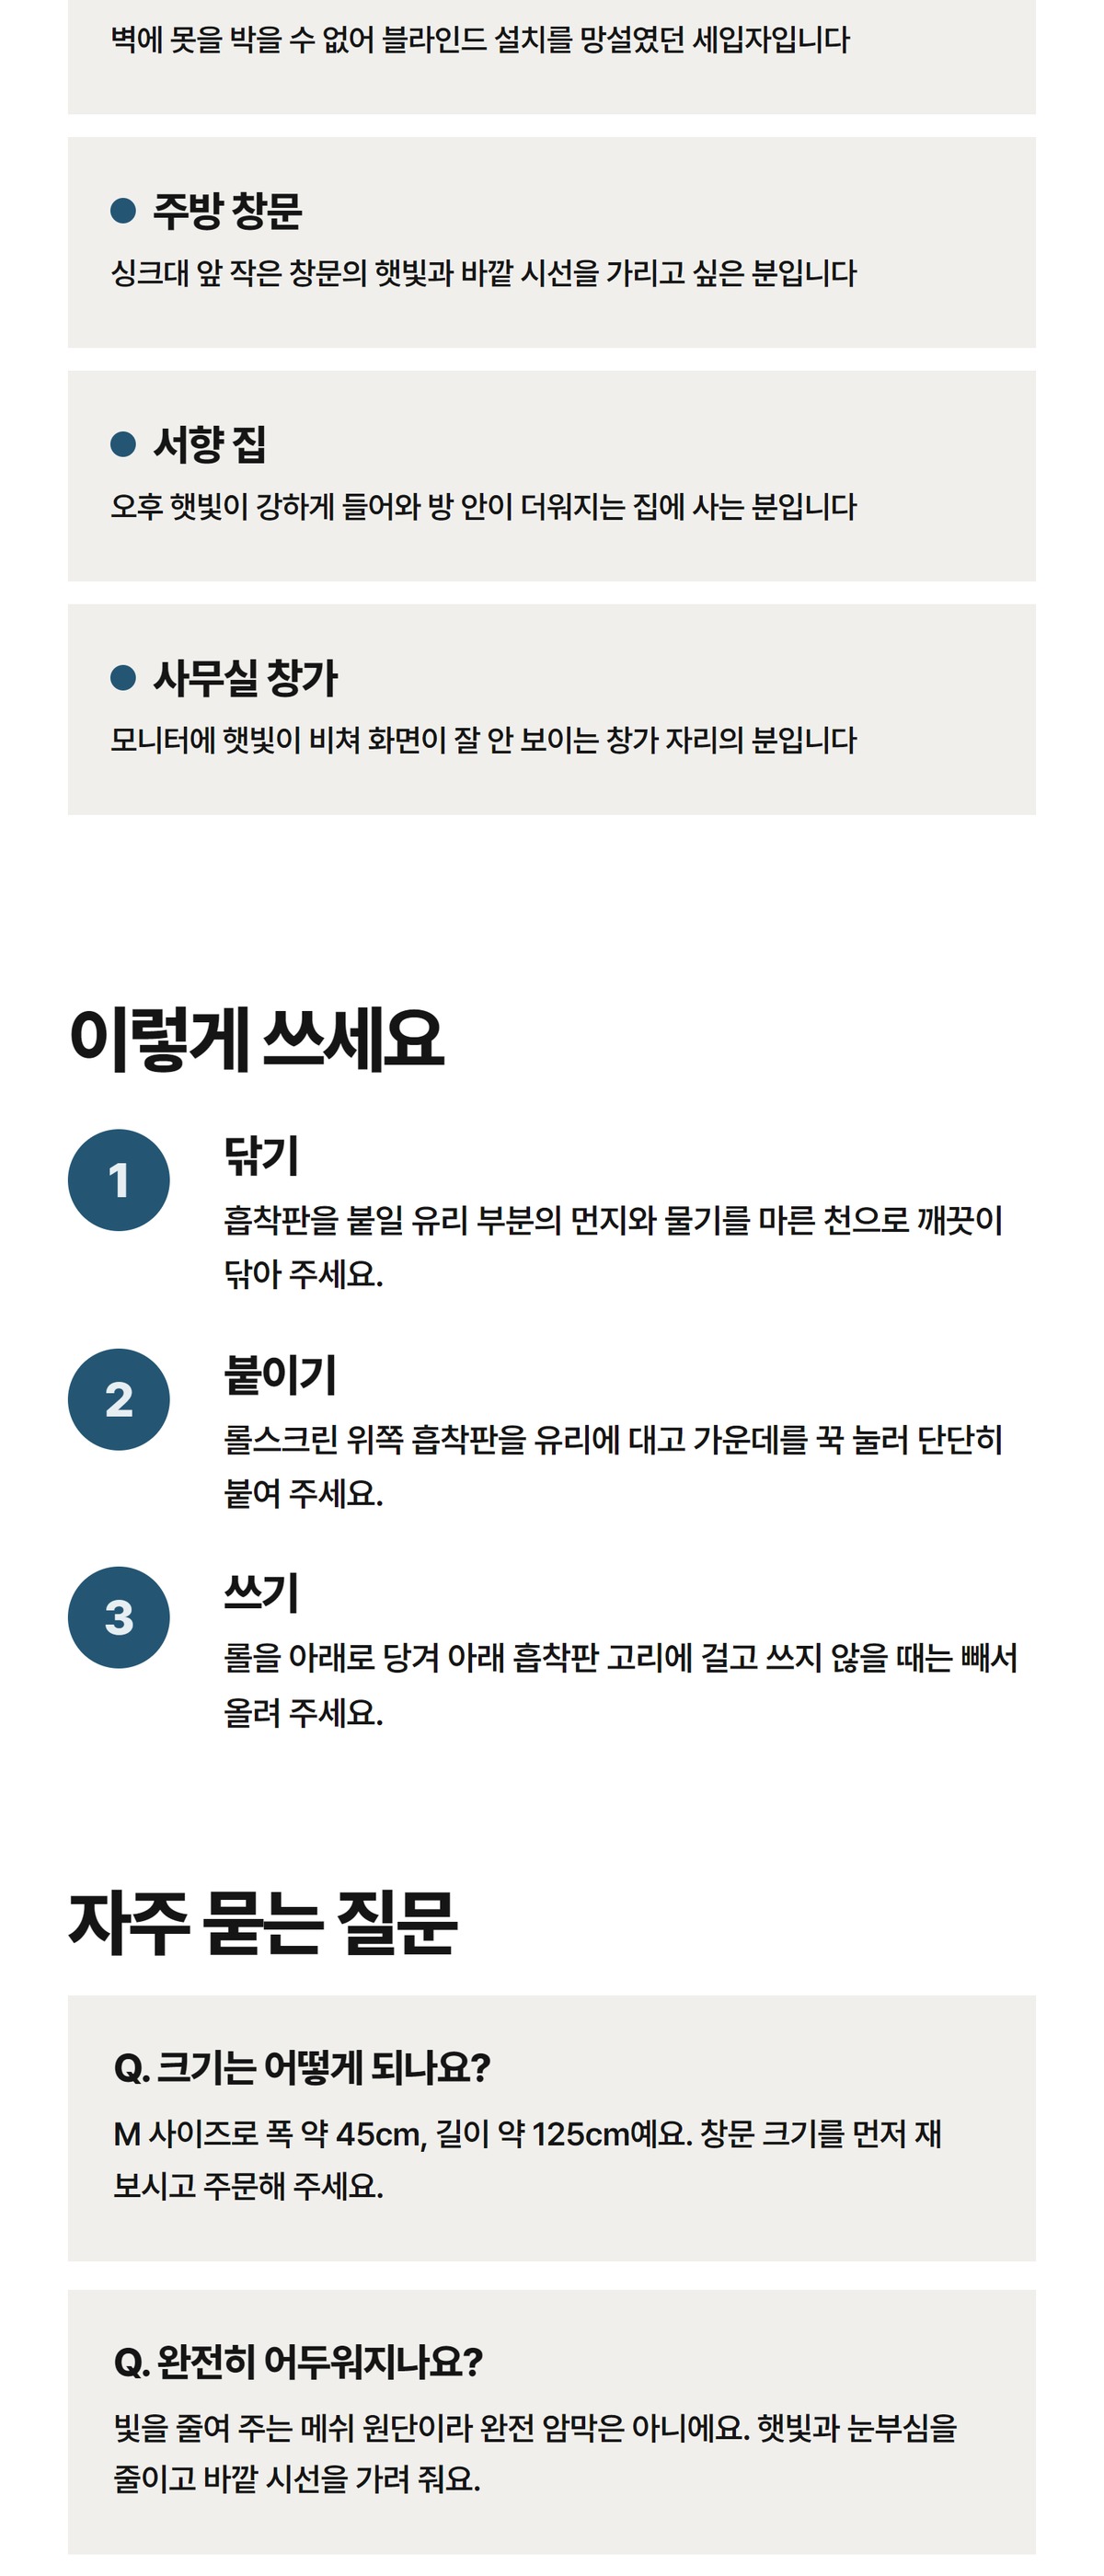 벽에 못을 박을 수 없어 블라인드 설치를 망설였던 세입자입니다
주방 창문
싱크대 앞 작은 창문의 햇빛과 바깥 시선을 가리고 싶은 분입니다
서향 집
오후 햇빛이 강하게 들어와 방 안이 더워지는 집에 사는 분입니다
사무실 창가
모니터에 햇빛이 비쳐 화면이 잘 안 보이는 창가 자리의 분입니다
이렇게 쓰세요
1
닦기
흡착판을 붙일 유리 부분의 먼지와 물기를 마른 천으로 깨끗이
닦아 주세요.
2
붙이기
롤스크린 위쪽 흡착판을 유리에 대고 가운데를 꾹 눌러 단단히
붙여 주세요.
3
쓰기
롤을 아래로 당겨 아래 흡착판 고리에 걸고 쓰지 않을 때는 빼서
올려 주세요.
자주 묻는 질문
Q. 크기는 어떻게 되나요?
M 사이즈로 폭 약 45cm, 길이 약 125cm예요. 창문 크기를 먼저 재
보시고 주문해 주세요.
Q. 완전히 어두워지나요?
빛을 줄여 주는 메쉬 원단이라 완전 암막은 아니에요. 햇빛과 눈부심을
줄이고 바깥 시선을 가려 줘요.